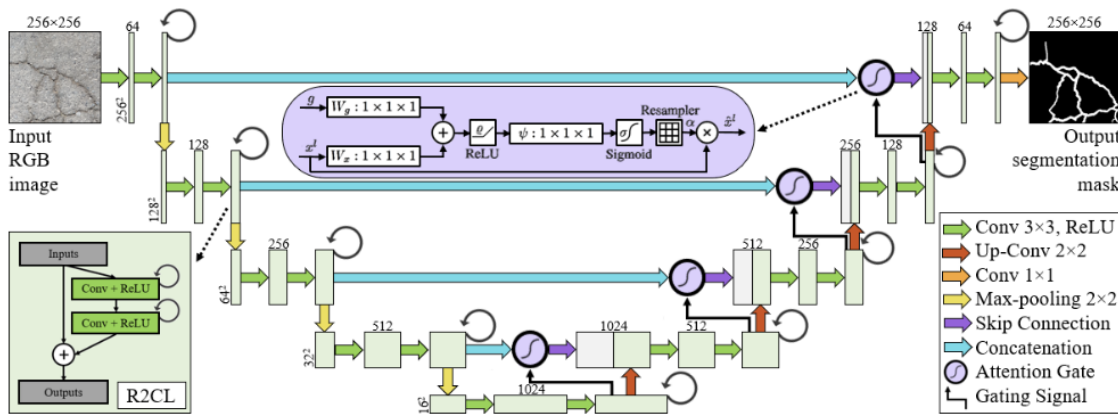 256×256
64
128
64
256×256
256²
Input
RGB
image
g
W_g : 1 × 1 × 1
x^l
W_x : 1 × 1 × 1
+
ReLU
ψ : 1 × 1 × 1
σ
Sigmoid
Resampler
α
×
x̂^l
Output
segmentation
mask
128
128²
256
128
256
64²
512
256
512
32²
1024
512
1024
16²
Inputs
Conv + ReLU
Conv + ReLU
+
Outputs
R2CL
Conv 3×3, ReLU
Up-Conv 2×2
Conv 1×1
Max-pooling 2×2
Skip Connection
Concatenation
Attention Gate
Gating Signal